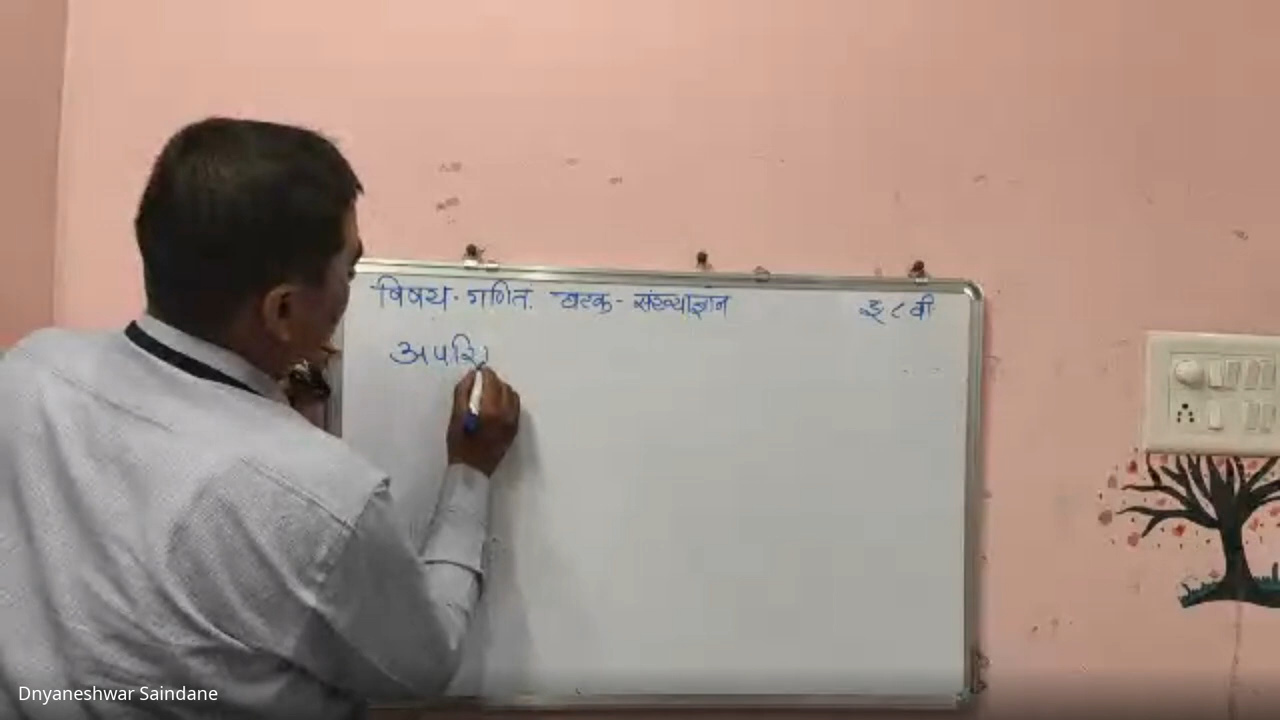 विषय - गणित. घटक - संख्याज्ञान इ ८ वी
अपरि
Dnyaneshwar Saindane